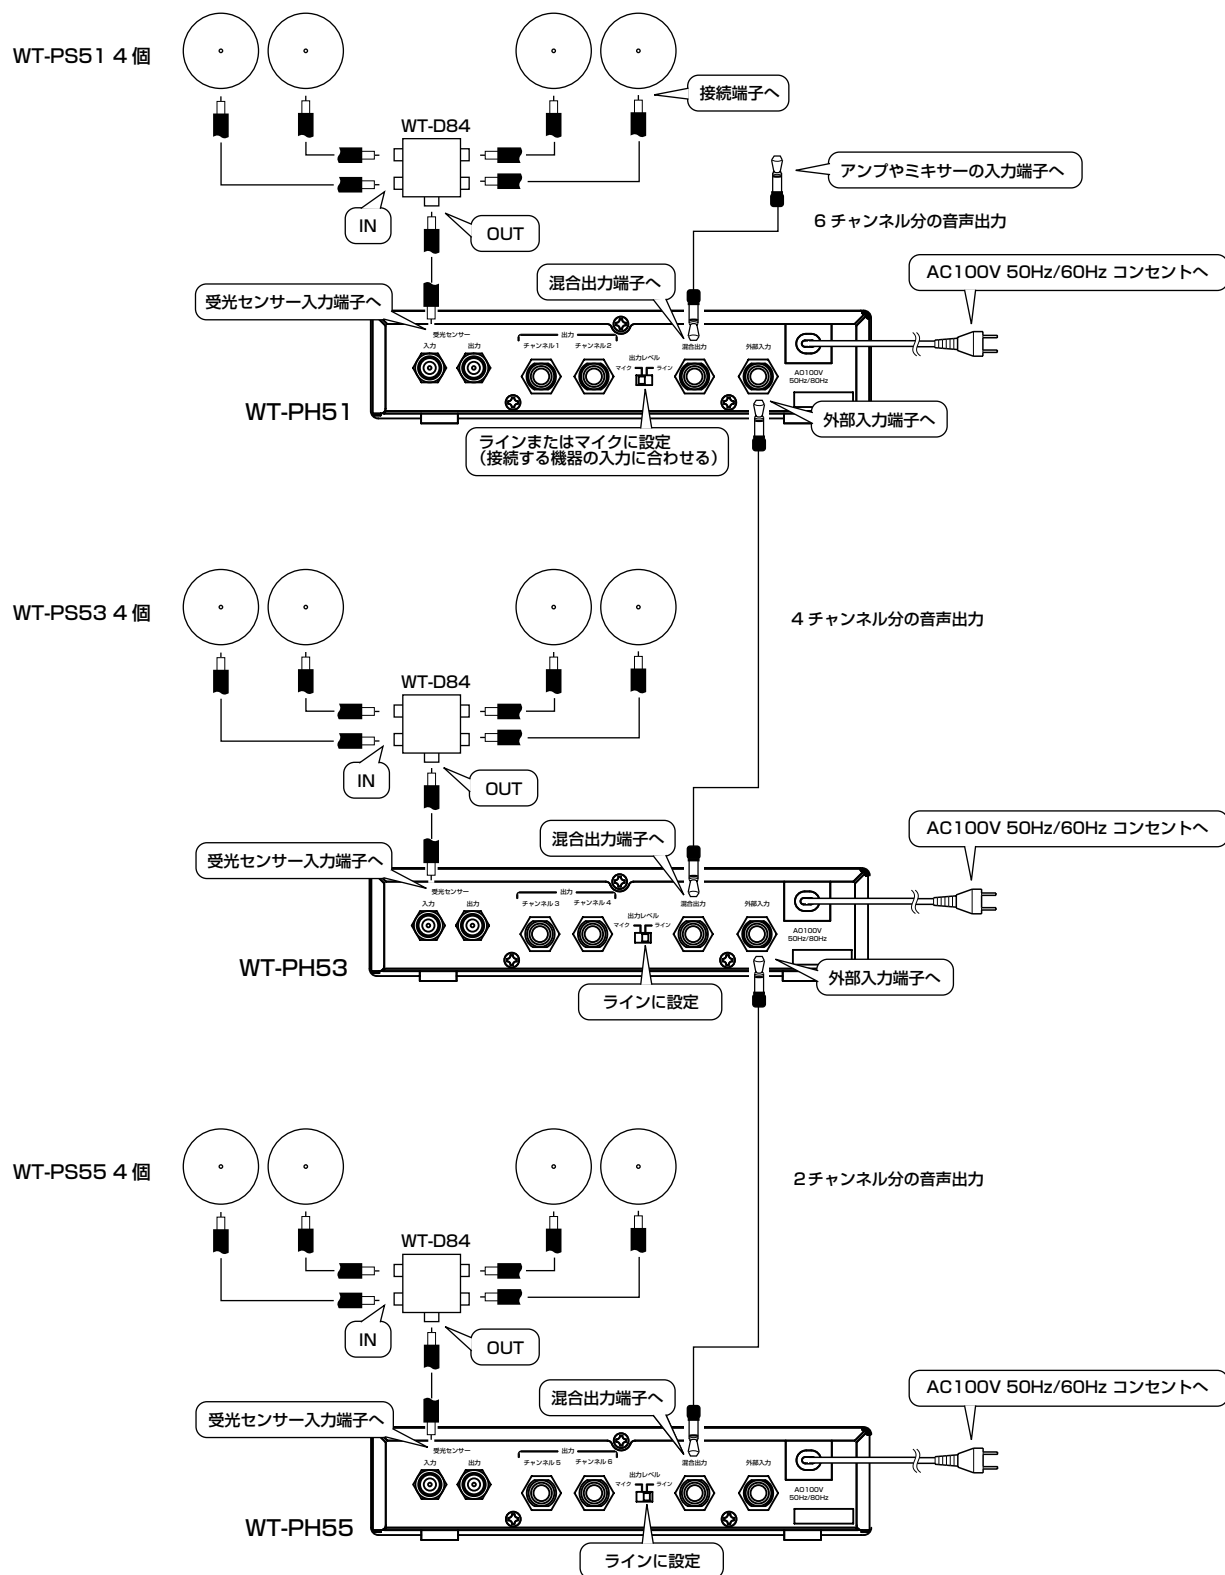 WT-PS51 4個
接続端子へ
WT-D84
アンプやミキサーの入力端子へ
IN
OUT
6チャンネル分の音声出力
AC100V 50Hz/60Hz コンセントへ
混合出力端子へ
受光センサー入力端子へ
受光センサー
入力
出力
出力
チャンネル1
チャンネル2
出力レベル
マイク
ライン
混合出力
外部入力
AC100V
50Hz/60Hz
WT-PH51
外部入力端子へ
ラインまたはマイクに設定
(接続する機器の入力に合わせる)
WT-PS53 4個
4チャンネル分の音声出力
WT-D84
IN
OUT
AC100V 50Hz/60Hz コンセントへ
混合出力端子へ
受光センサー入力端子へ
受光センサー
入力
出力
出力
チャンネル3
チャンネル4
出力レベル
マイク
ライン
混合出力
外部入力
AC100V
50Hz/60Hz
WT-PH53
外部入力端子へ
ラインに設定
WT-PS55 4個
2チャンネル分の音声出力
WT-D84
IN
OUT
AC100V 50Hz/60Hz コンセントへ
混合出力端子へ
受光センサー入力端子へ
受光センサー
入力
出力
出力
チャンネル5
チャンネル6
出力レベル
マイク
ライン
混合出力
外部入力
AC100V
50Hz/60Hz
WT-PH55
ラインに設定